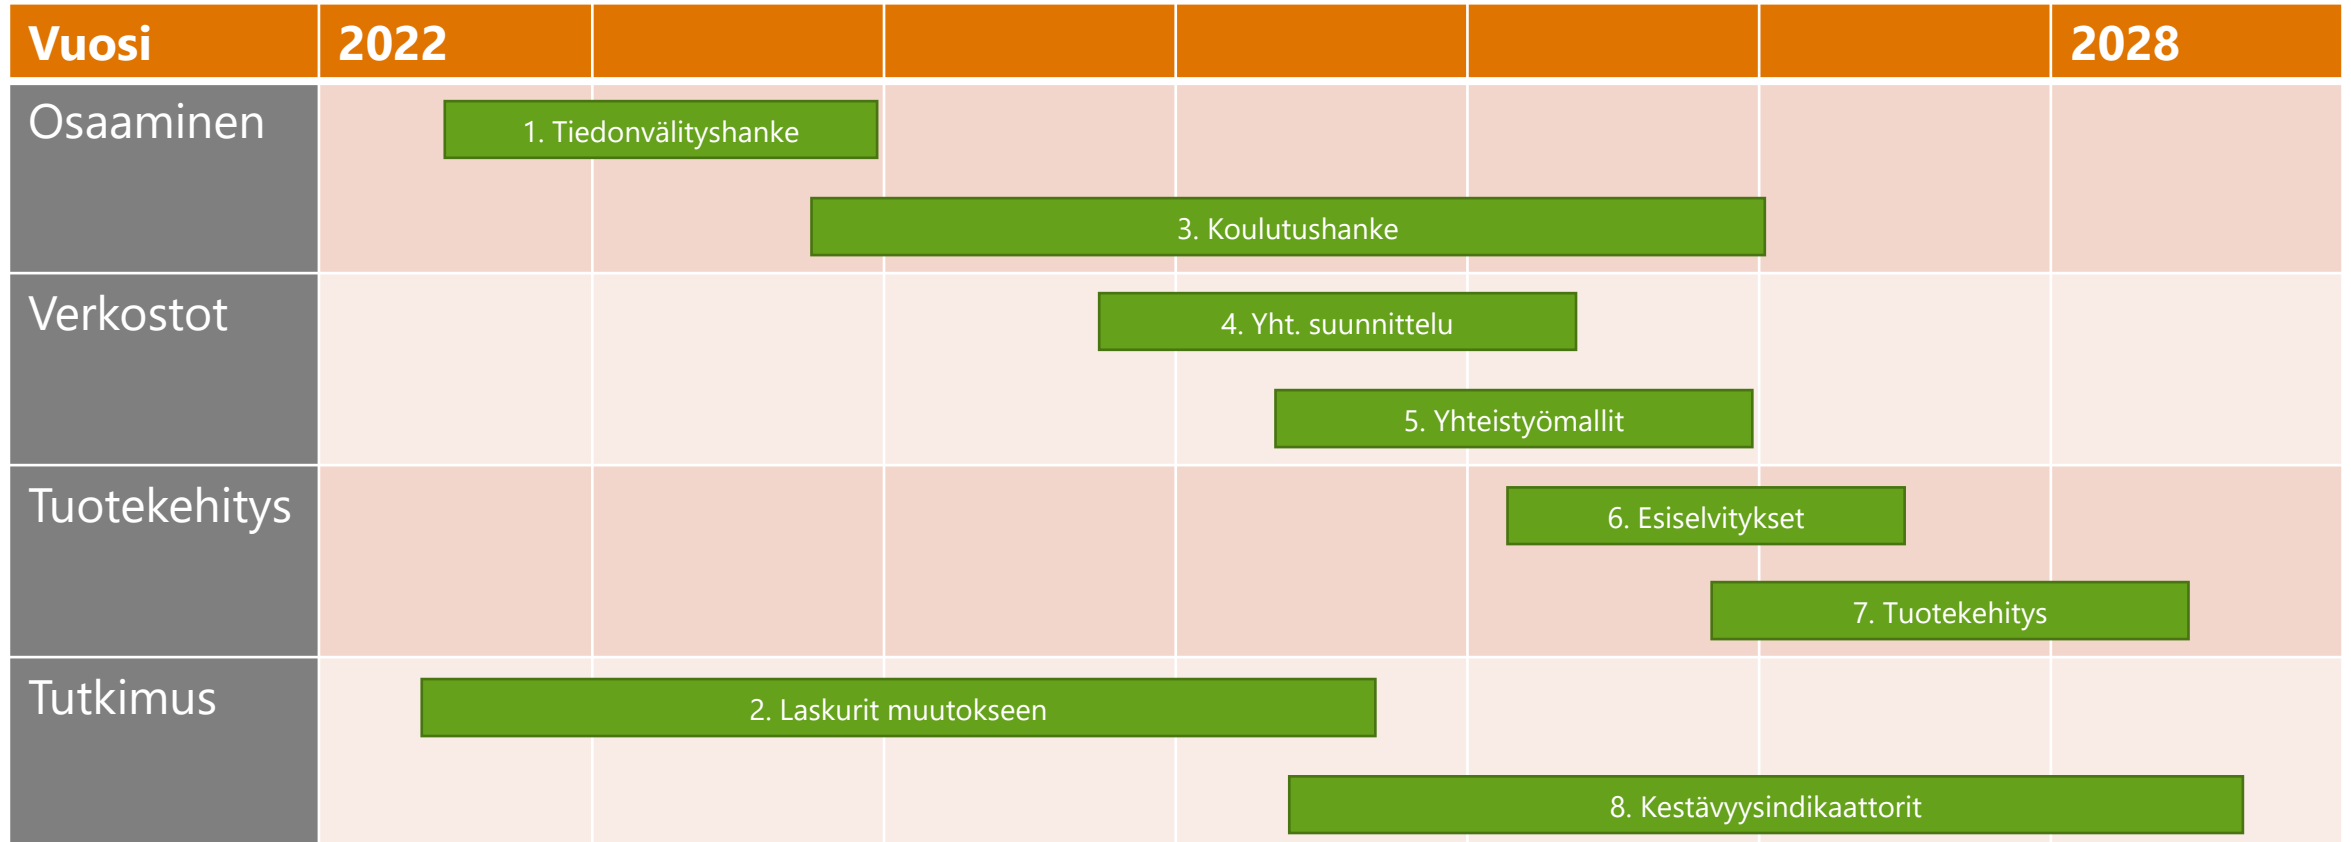 Vuosi 2022 2028
Osaaminen
1. Tiedonvälityshanke
3. Koulutushanke
Verkostot
4. Yht. suunnittelu
5. Yhteistyömallit
Tuotekehitys
6. Esiselvitykset
7. Tuotekehitys
Tutkimus
2. Laskurit muutokseen
8. Kestävyysindikaattorit